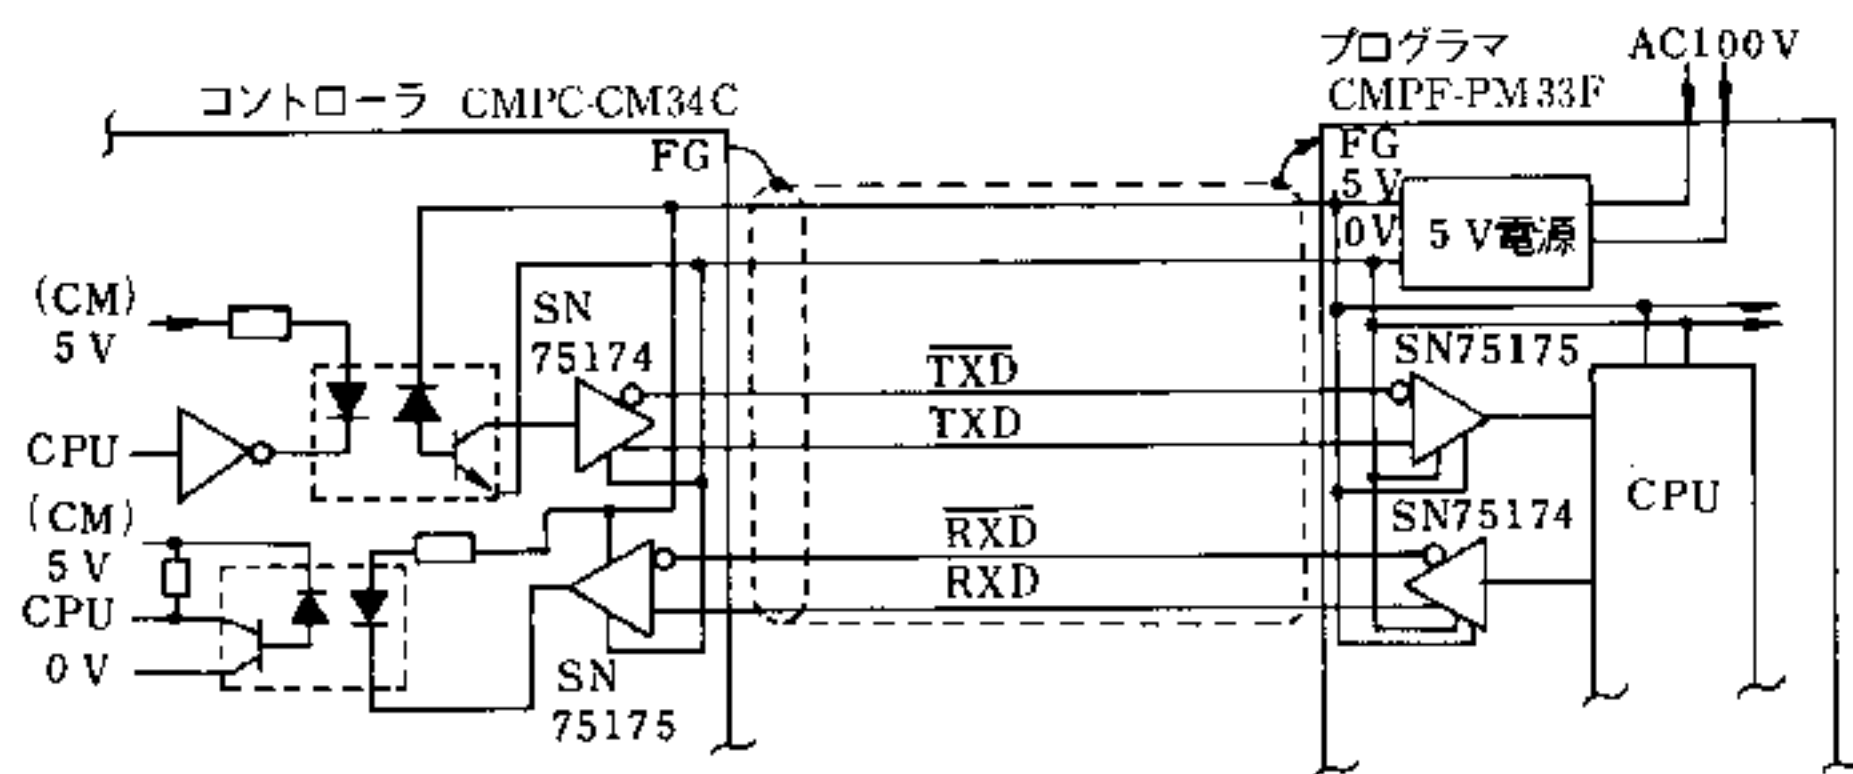 コントローラ CMPC-CM34C
FG
プログラマ
CMPF-PM33F
AC100V
FG
5V
0V
5V電源
(CM)
5V
CPU
SN
75174
TXD
TXD
SN75175
SN75174
CPU
(CM)
5V
CPU
0V
RXD
RXD
SN
75175